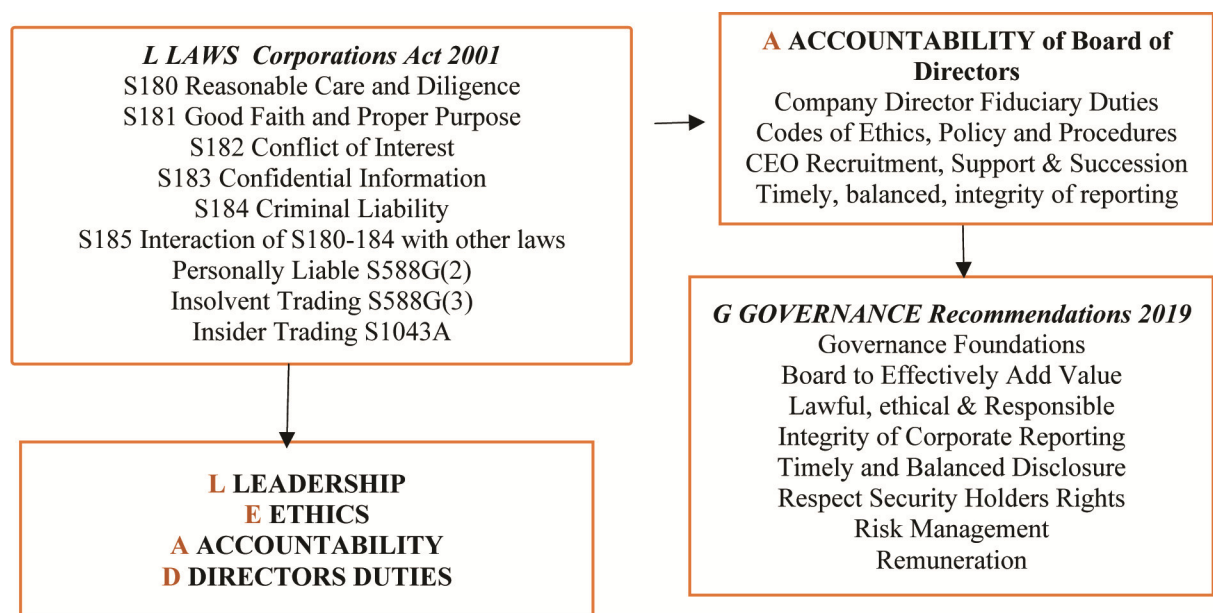 L LAWS Corporations Act 2001
S180 Reasonable Care and Diligence
S181 Good Faith and Proper Purpose
S182 Conflict of Interest
S183 Confidential Information
S184 Criminal Liability
S185 Interaction of S180-184 with other laws
Personally Liable S588G(2)
Insolvent Trading S588G(3)
Insider Trading S1043A
A ACCOUNTABILITY of Board of
Directors
Company Director Fiduciary Duties
Codes of Ethics, Policy and Procedures
CEO Recruitment, Support & Succession
Timely, balanced, integrity of reporting
G GOVERNANCE Recommendations 2019
Governance Foundations
Board to Effectively Add Value
Lawful, ethical & Responsible
Integrity of Corporate Reporting
Timely and Balanced Disclosure
Respect Security Holders Rights
Risk Management
Remuneration
L LEADERSHIP
E ETHICS
A ACCOUNTABILITY
D DIRECTORS DUTIES